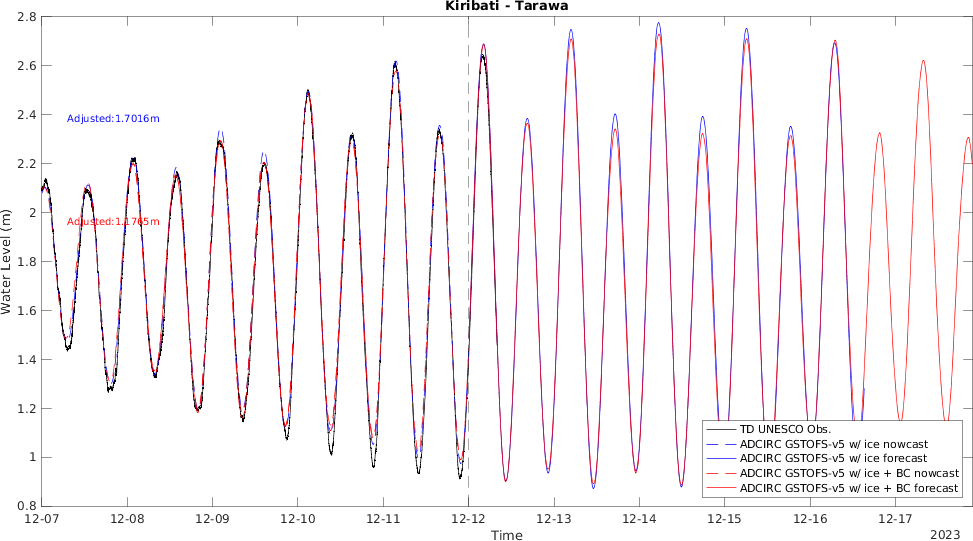 Kiribati - Tarawa
2.8
2.6
2.4
2.2
2
1.8
1.6
1.4
1.2
1
0.8
Water Level (m)
Adjusted:1.7016m
Adjusted:1.1765m
TD UNESCO Obs.
ADCIRC GSTOFS-v5 w/ ice nowcast
ADCIRC GSTOFS-v5 w/ ice forecast
ADCIRC GSTOFS-v5 w/ ice + BC nowcast
ADCIRC GSTOFS-v5 w/ ice + BC forecast
12-07 12-08 12-09 12-10 12-11 12-12 12-13 12-14 12-15 12-16 12-17
Time
2023